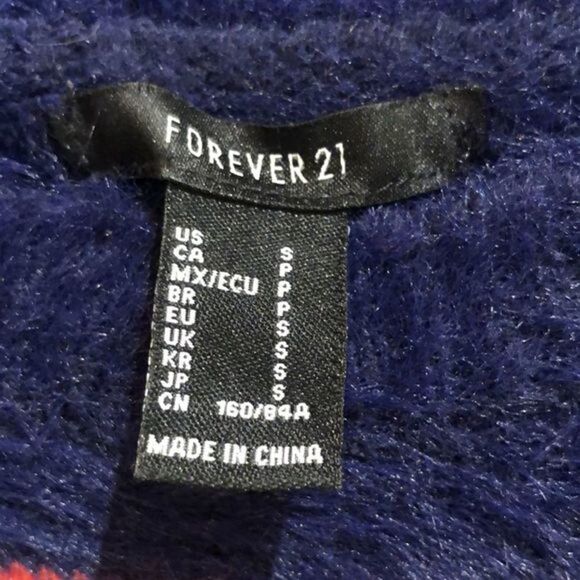 FOREVER 21
US S
CA P
MX/ECU P
BR P
EU S
UK S
KR S
JP S
CN 160/84A
MADE IN CHINA